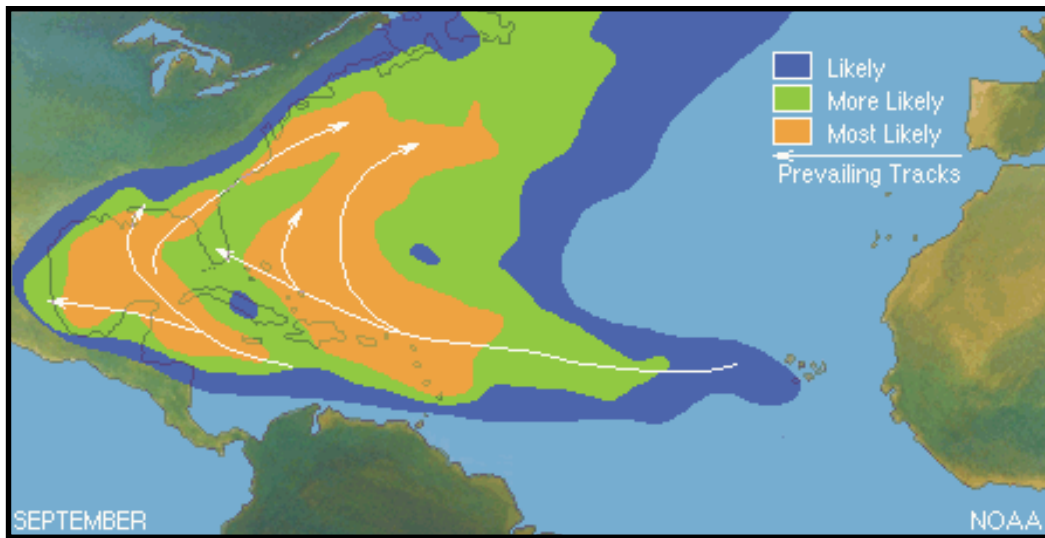 Likely
More Likely
Most Likely
Prevailing Tracks
SEPTEMBER
NOAA